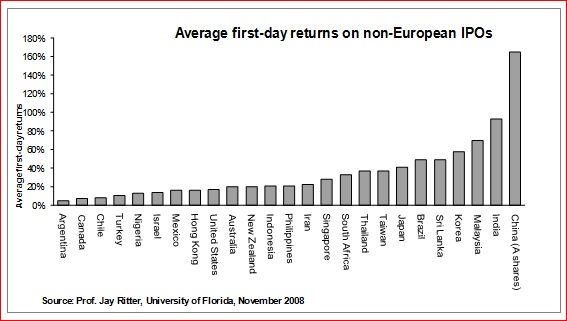 Average first-day returns on non-European IPOs
180%
160%
140%
120%
100%
80%
60%
40%
20%
0%
Averagefirst-dayreturns
Argentina
Canada
Chile
Turkey
Nigeria
Israel
Mexico
Hong Kong
United States
Australia
New Zealand
Indonesia
Philippines
Iran
Singapore
South Africa
Thailand
Taiwan
Japan
Brazil
Sri Lanka
Korea
Malaysia
India
China (A shares)
Source: Prof. Jay Ritter, University of Florida, November 2008